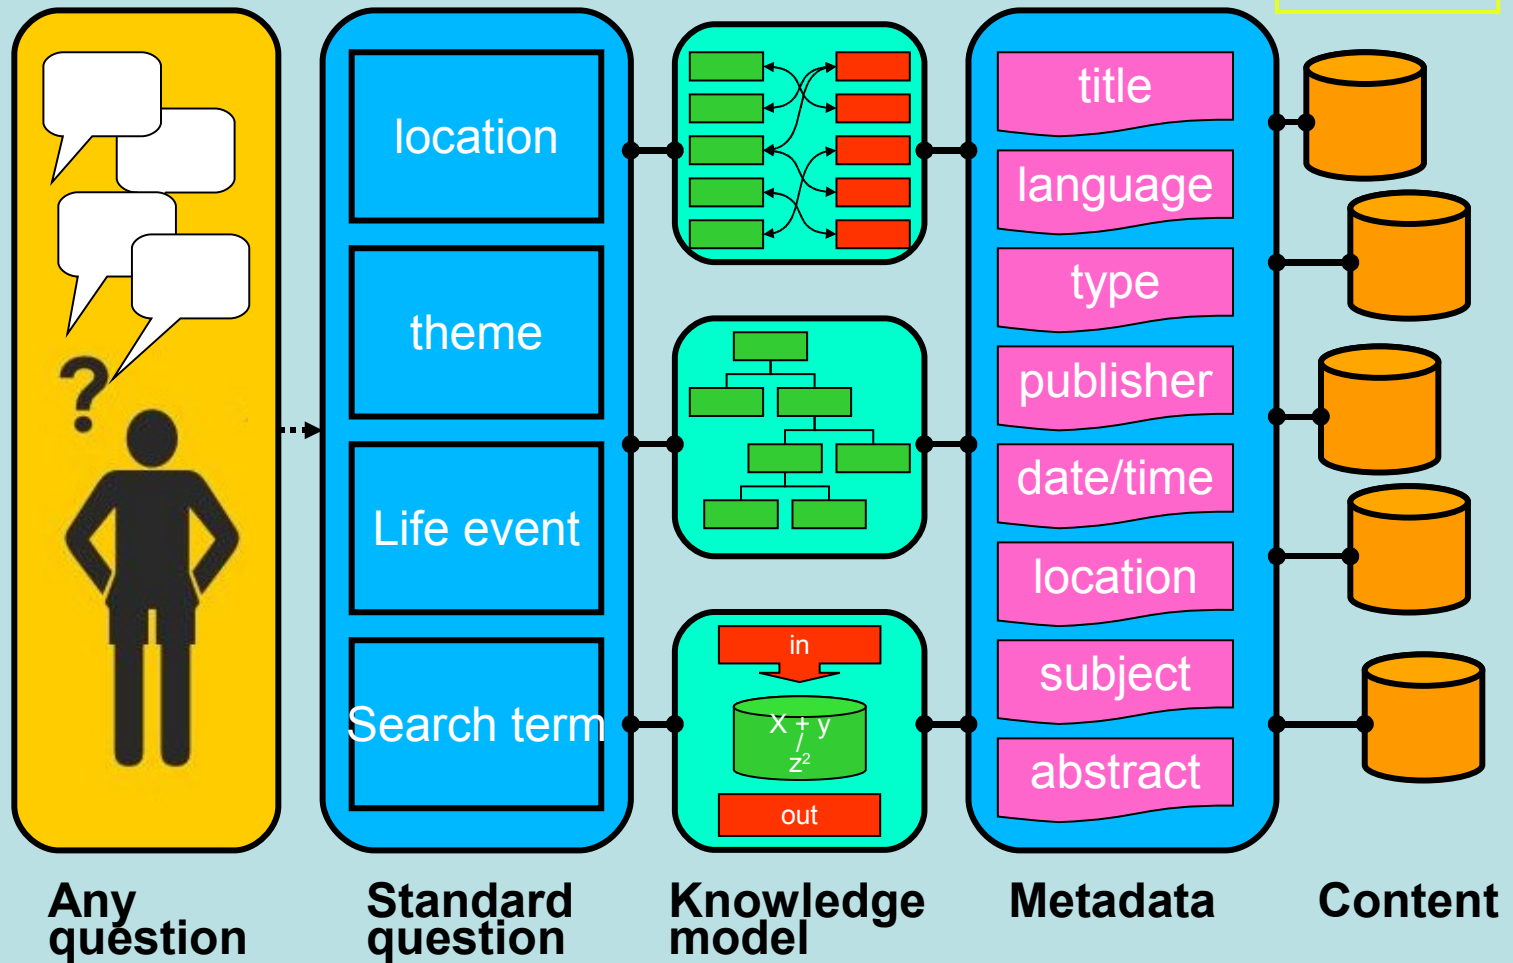 ?
location
theme
Life event
Search term
in
X + y
/
z²
out
title
language
type
publisher
date/time
location
subject
abstract
Any
question
Standard
question
Knowledge
model
Metadata
Content